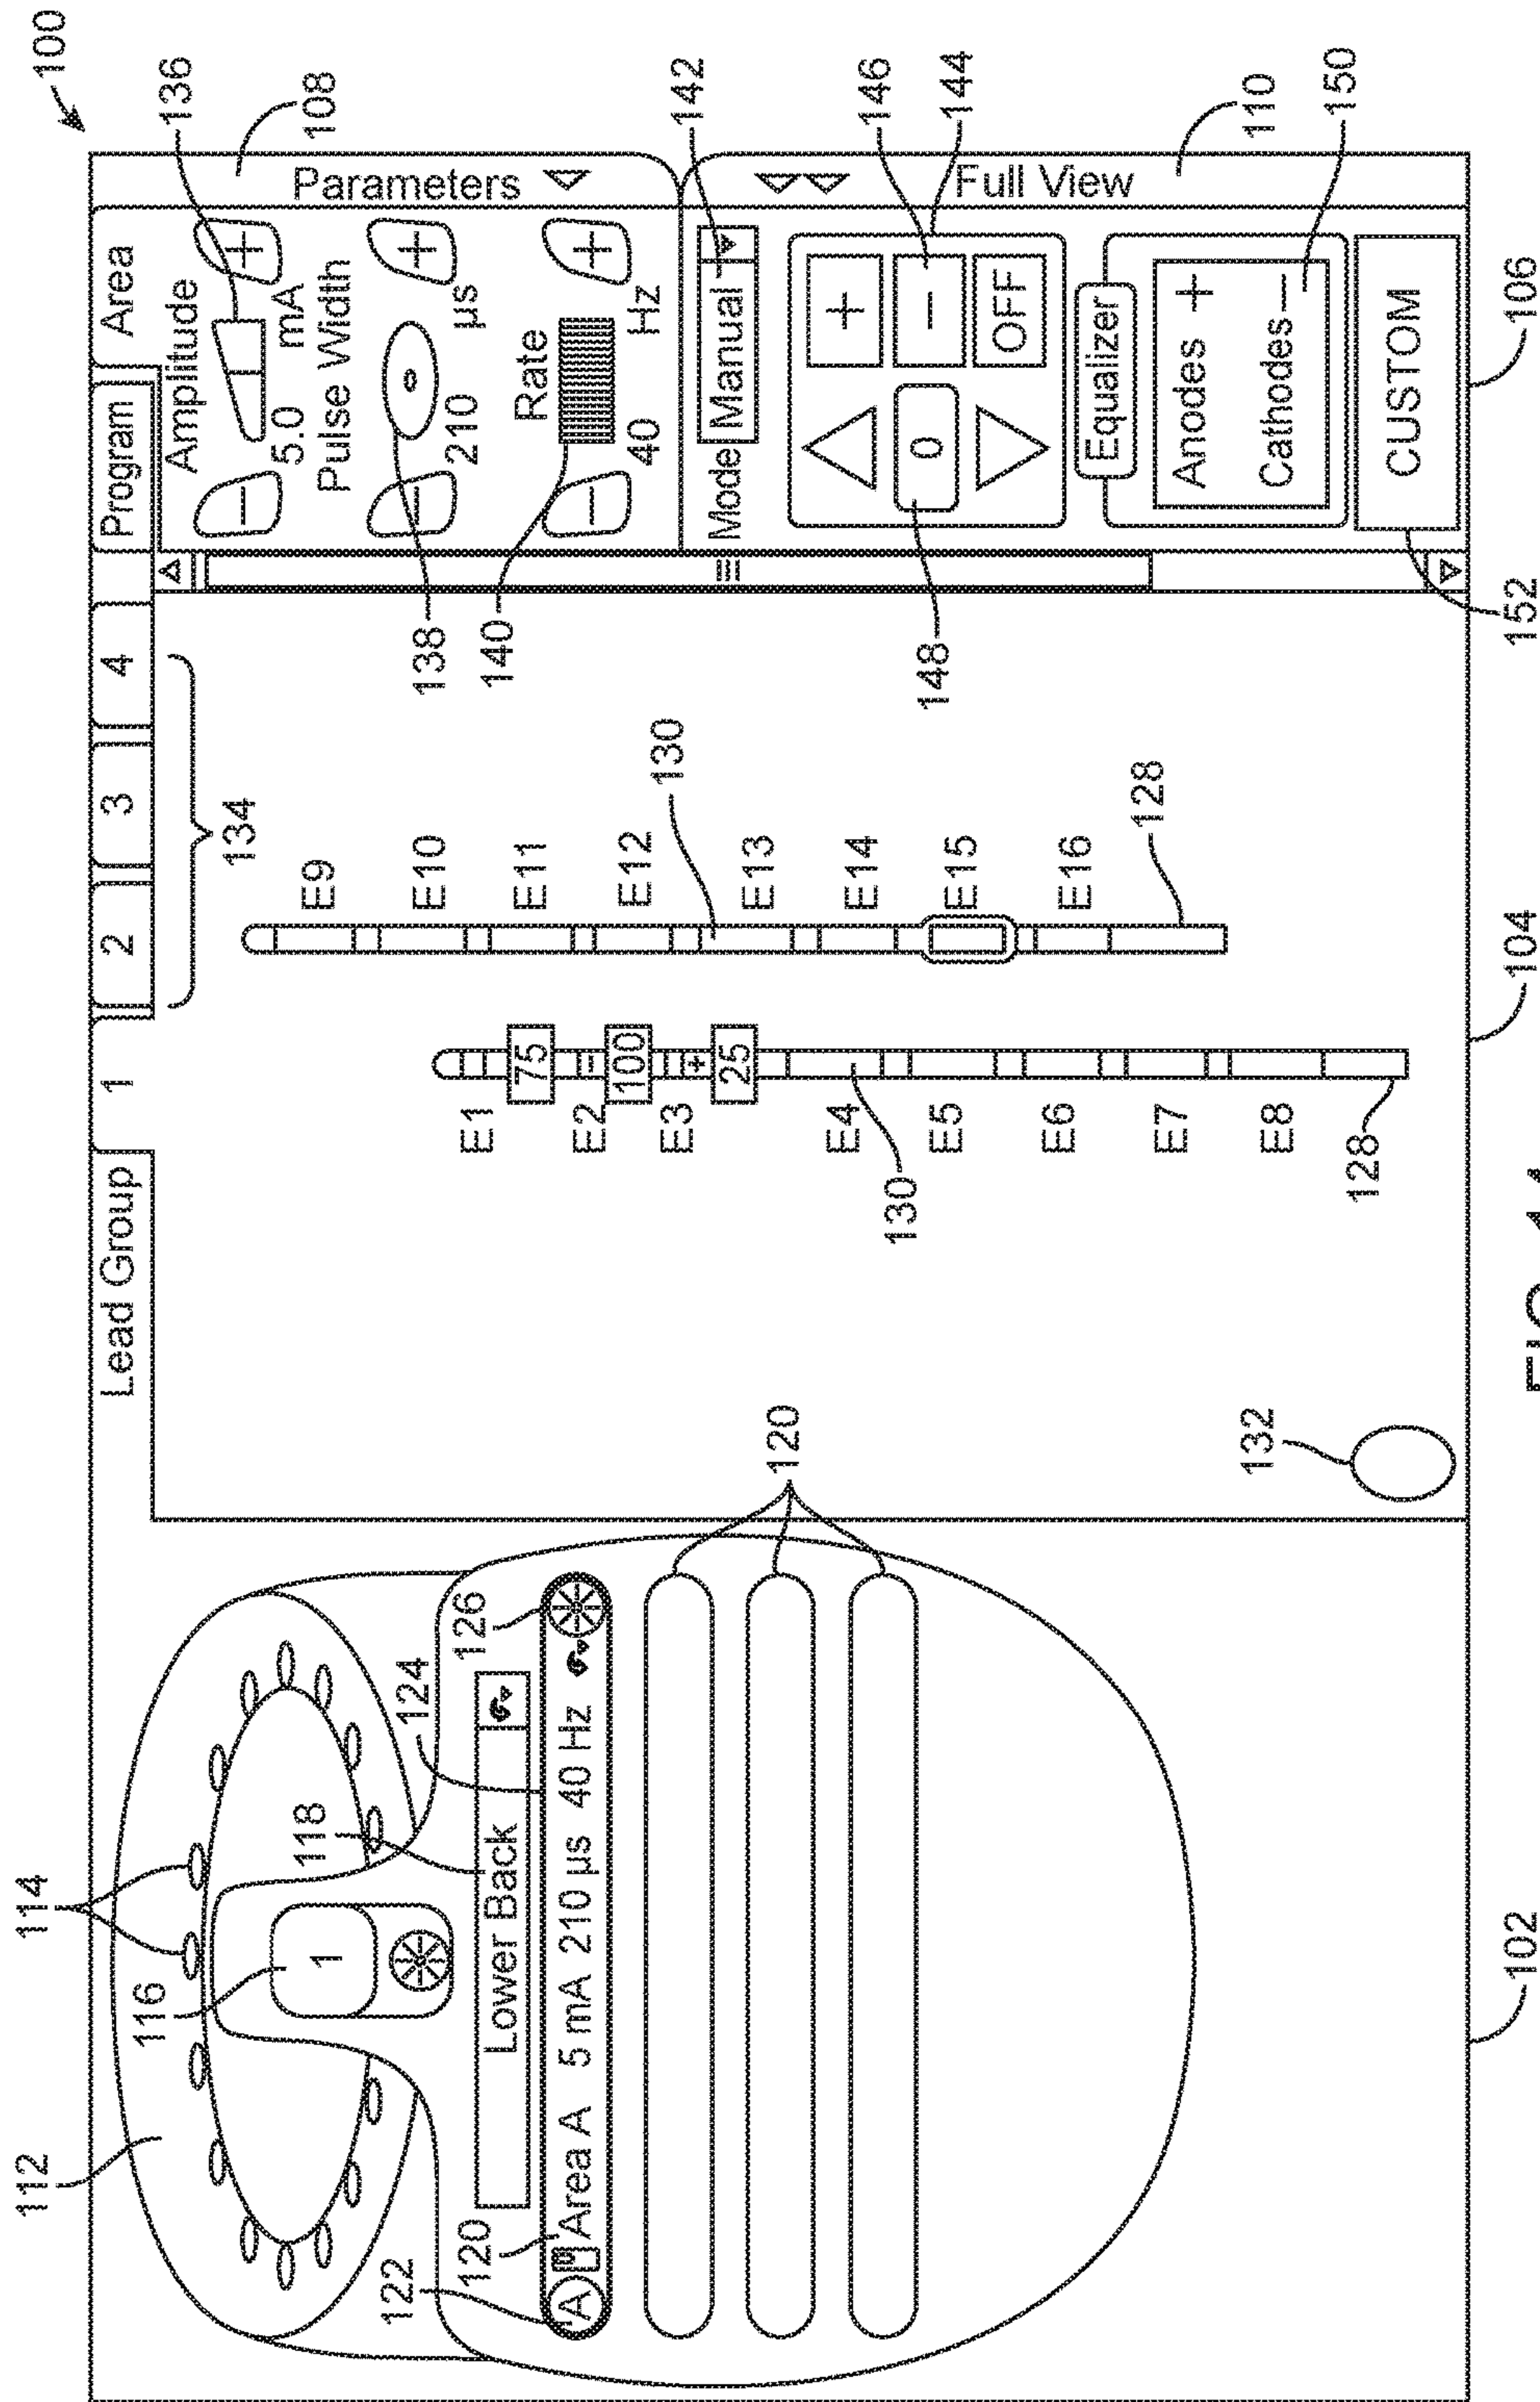 100
Lead Group
1
2
3
4
Program
Area
Parameters
Amplitude
136
108
5.0
mA
Pulse Width
210
µs
138
Rate
40
Hz
140
Mode
Manual
142
146
144
+
−
OFF
0
148
Full View
110
Equalizer
Anodes +
Cathodes −
150
CUSTOM
152
106
134
E9
E10
E11
E12
E13
E14
E15
E16
130
128
E1
E2
E3
E4
E5
E6
E7
E8
75
−
100
+
25
130
128
132
104
114
112
116
1
118
Lower Back
124
126
122
120
A
Area A 5 mA 210 µs 40 Hz
120
102